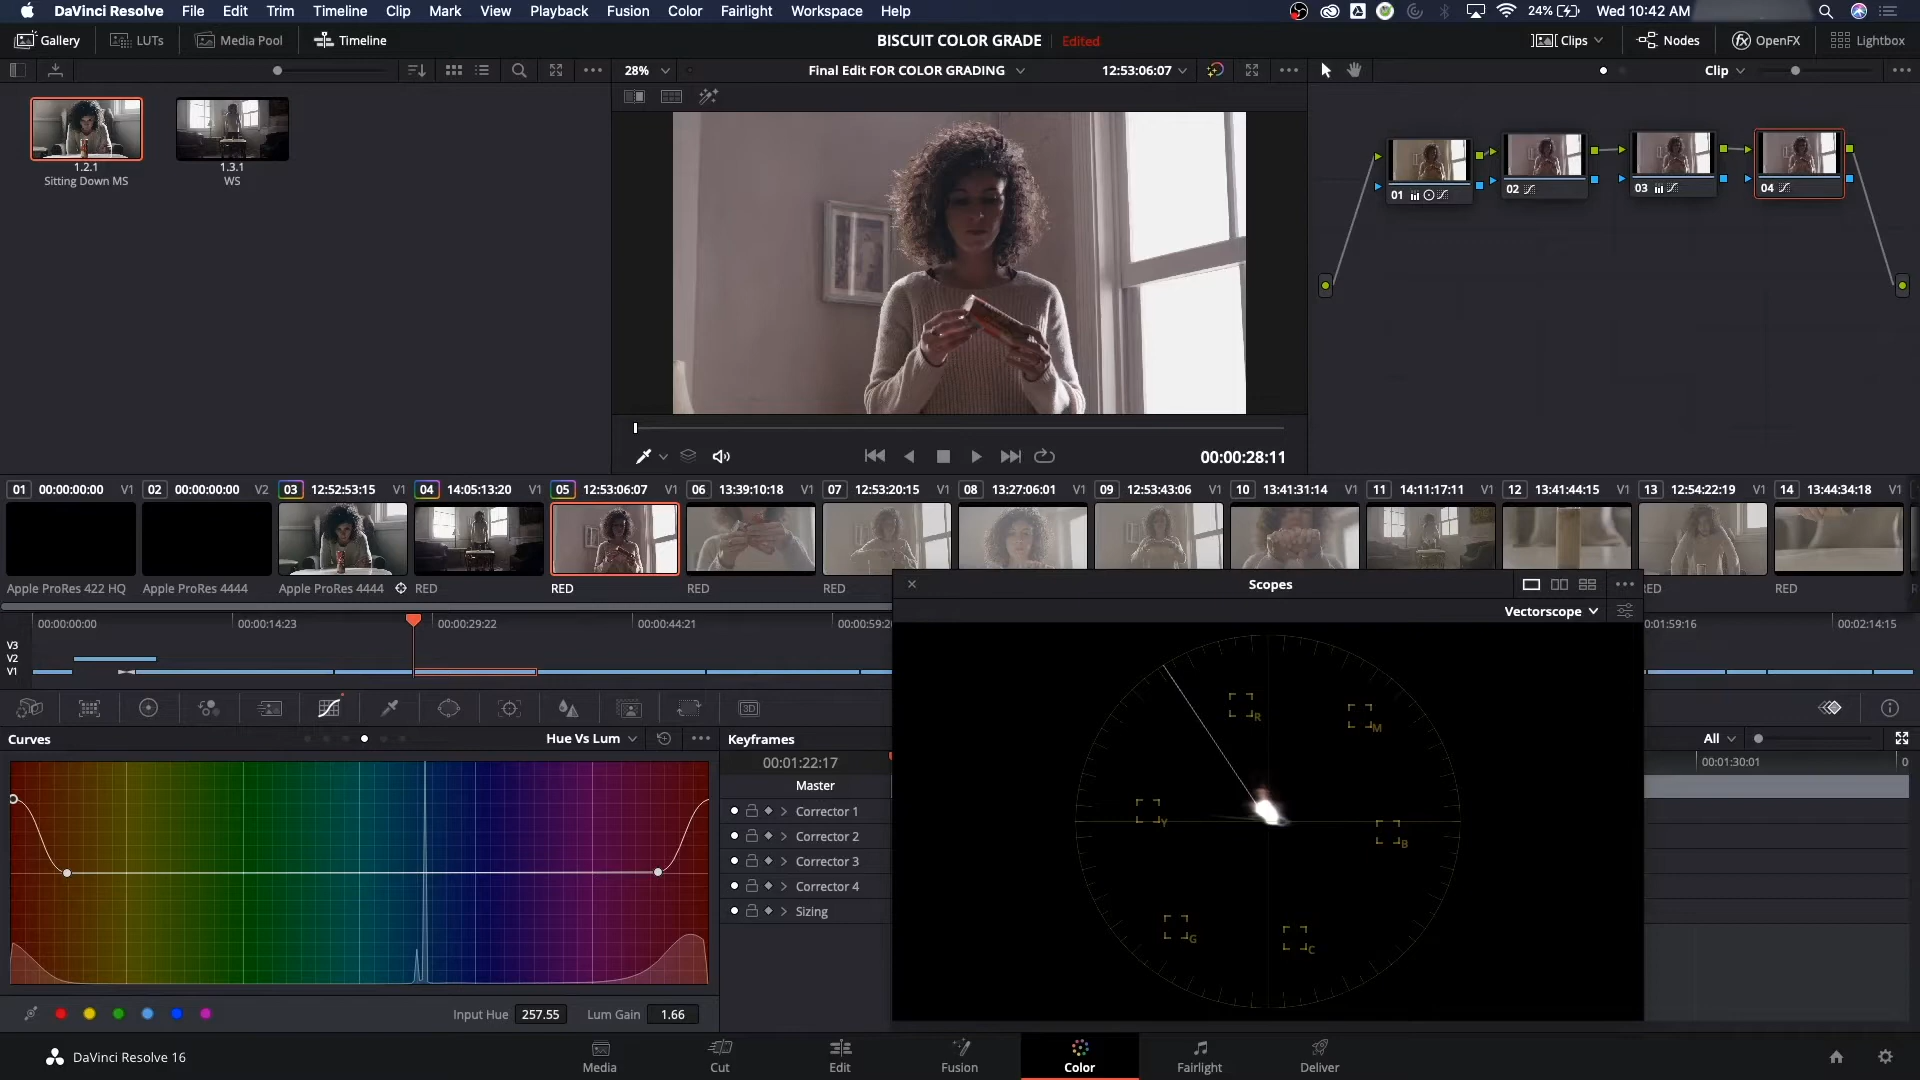 DaVinci Resolve File Edit Trim Timeline Clip Mark View Playback Fusion Color Fairlight Workspace Help 24% Wed 10:42 AM
Gallery LUTs Media Pool Timeline BISCUIT COLOR GRADE Edited Clips Nodes OpenFX Lightbox
28% Final Edit FOR COLOR GRADING 12:53:06:07 Clip
1.2.1 1.3.1
Sitting Down MS WS
01 02 03 04
00:00:28:11
01 00:00:00:00 V1 02 00:00:00:00 V2 03 12:52:53:15 V1 04 14:05:13:20 V1 05 12:53:06:07 V1 06 13:39:10:18 V1 07 12:53:20:15 V1 08 13:27:06:01 V1 09 12:53:43:06 V1 10 13:41:31:14 V1 11 14:11:17:11 V1 12 13:41:44:15 V1 13 12:54:22:19 V1 14 13:44:34:18 V1
Apple ProRes 422 HQ Apple ProRes 4444 Apple ProRes 4444 RED RED RED RED RED RED
Scopes
Vectorscope
00:00:00:00 00:00:14:23 00:00:29:22 00:00:44:21 00:00:59:20 :01:59:16 00:02:14:15
V3
V2
V1
3D
Curves Hue Vs Lum Keyframes All
00:01:22:17 00:01:30:01 0
Master
Corrector 1
Corrector 2
Corrector 3
Corrector 4
Sizing
R M
Y B
G C
Input Hue 257.55 Lum Gain 1.66
DaVinci Resolve 16 Media Cut Edit Fusion Color Fairlight Deliver